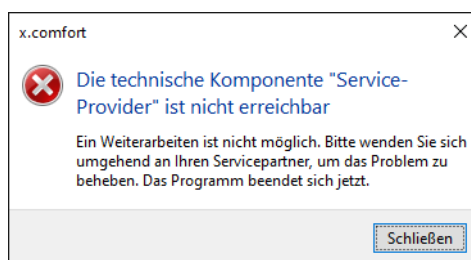 x.comfort
Die technische Komponente "Service-
Provider" ist nicht erreichbar
Ein Weiterarbeiten ist nicht möglich. Bitte wenden Sie sich
umgehend an Ihren Servicepartner, um das Problem zu
beheben. Das Programm beendet sich jetzt.
Schließen